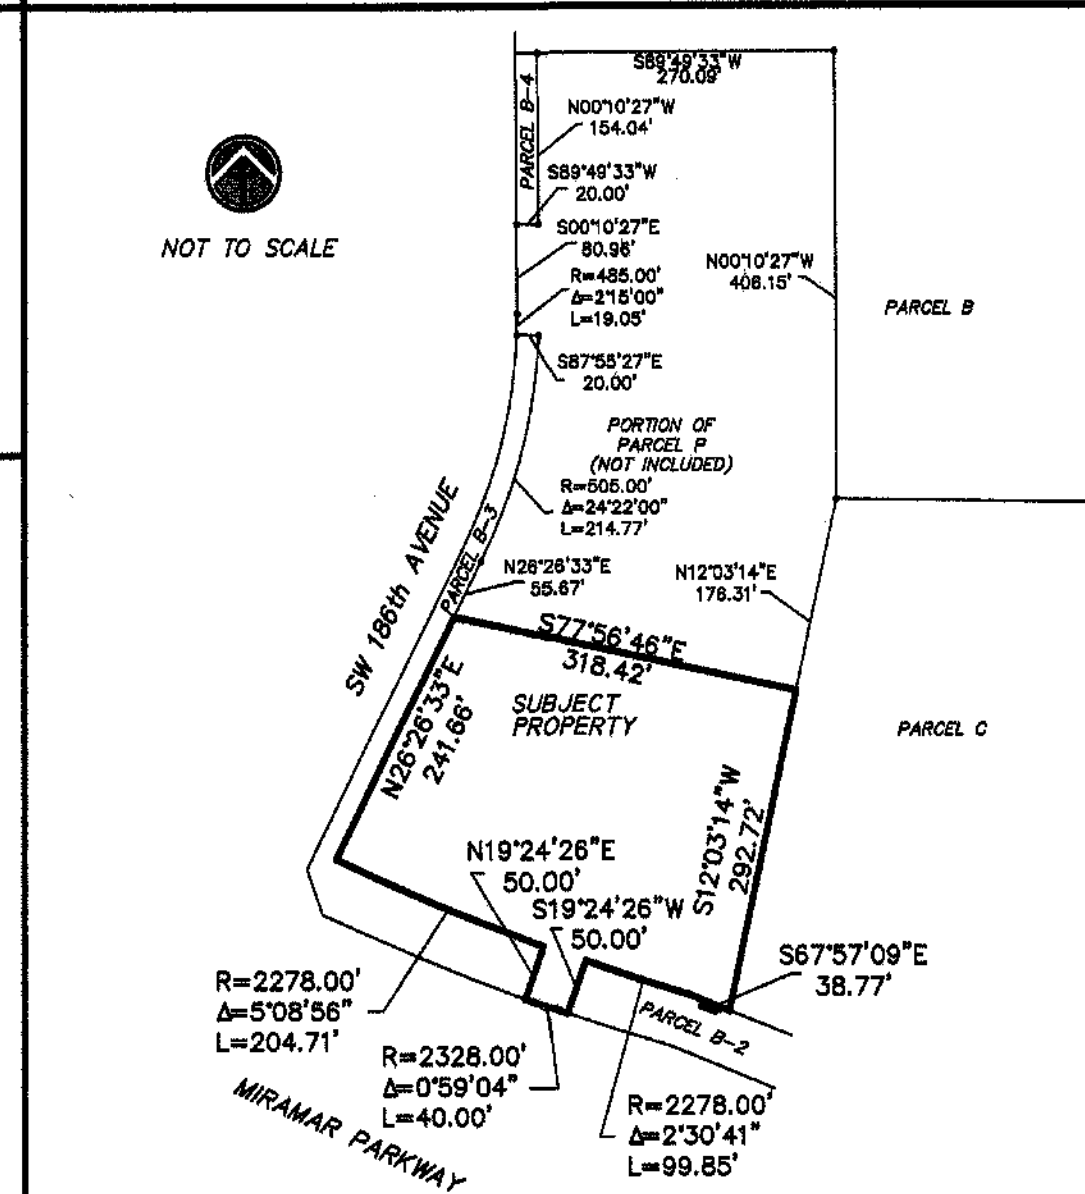 S89°49'33"W
270.09'
PARCEL B-4
N00°10'27"W
154.04'
S89°49'33"W
20.00'
NOT TO SCALE
S00°10'27"E
80.96'
R=485.00'
Δ=2°15'00"
L=19.05'
N00°10'27"W
406.15'
PARCEL B
S87°55'27"E
20.00'
PORTION OF
PARCEL P
(NOT INCLUDED)
R=505.00'
Δ=24°22'00"
L=214.77'
SW 186th AVENUE
PARCEL B-3
N26°26'33"E
55.67'
N12°03'14"E
176.31'
S77°56'46"E
318.42'
SUBJECT
PROPERTY
N26°26'33"E
241.66'
PARCEL C
S12°03'14"W
292.72'
N19°24'26"E
50.00'
S19°24'26"W
50.00'
S67°57'09"E
38.77'
R=2278.00'
Δ=5°08'56"
L=204.71'
PARCEL B-2
R=2328.00'
Δ=0°59'04"
L=40.00'
MIRAMAR PARKWAY
R=2278.00'
Δ=2°30'41"
L=99.85'